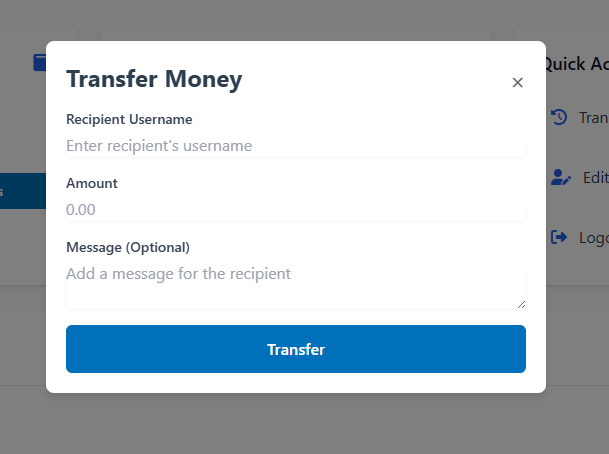 Transfer Money
×
Recipient Username
Enter recipient's username
Amount
0.00
Message (Optional)
Add a message for the recipient
Transfer
Quick Ac
Tran
Edit
Logo
s